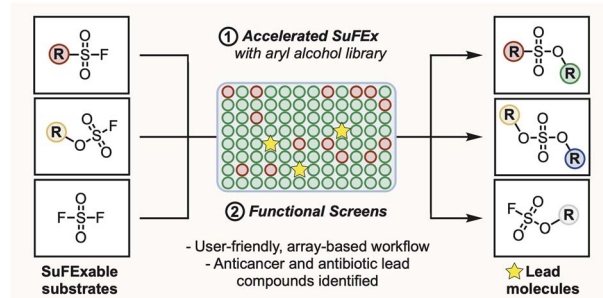 ① Accelerated SuFEx
with aryl alcohol library
R-S-F
O
O
R
O
S
O
O
F
F-S-F
O
O
SuFExable
substrates
② Functional Screens
- User-friendly, array-based workflow
- Anticancer and antibiotic lead
compounds identified
R
O
S
O
O
R
R
O
O
S
O
O
R
F
O
S
O
O
R
Lead
molecules